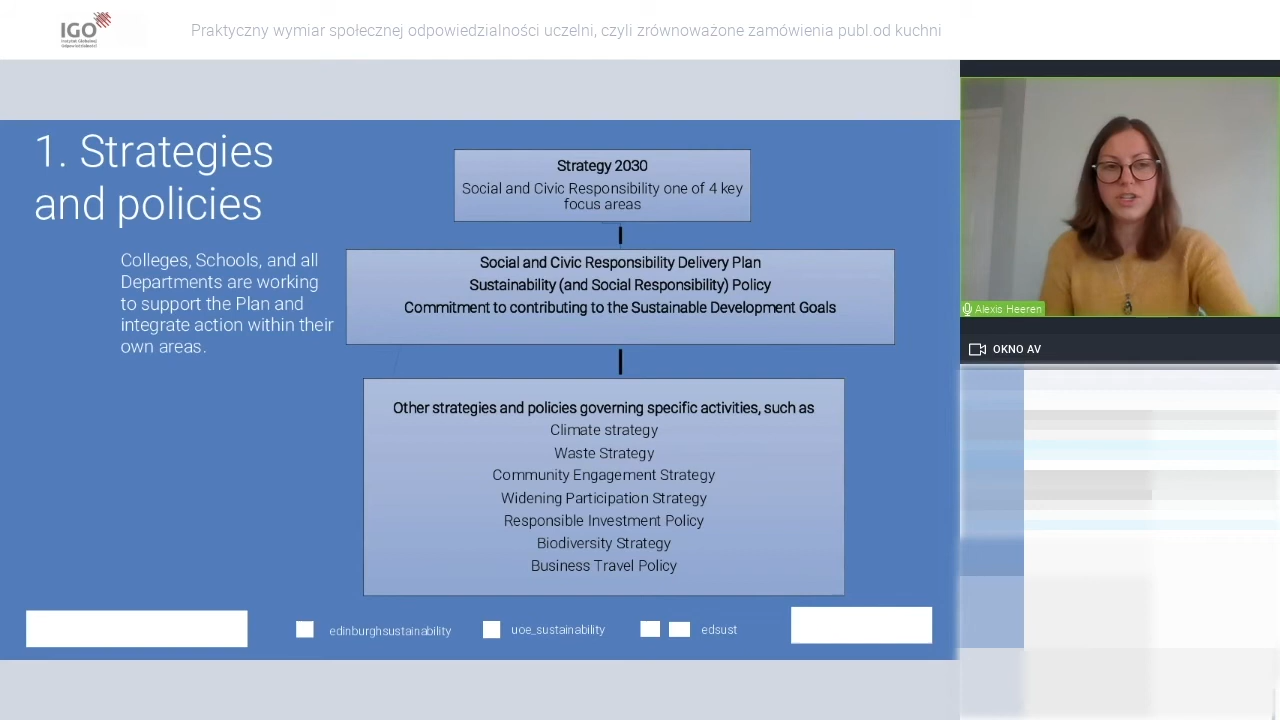 IGO
Instytut Globalnej
Odpowiedzialności
Praktyczny wymiar społecznej odpowiedzialności uczelni, czyli zrównoważone zamówienia publ.od kuchni
1. Strategies
and policies
Colleges, Schools, and all
Departments are working
to support the Plan and
integrate action within their
own areas.
Strategy 2030
Social and Civic Responsibility one of 4 key
focus areas
Social and Civic Responsibility Delivery Plan
Sustainability (and Social Responsibility) Policy
Commitment to contributing to the Sustainable Development Goals
Other strategies and policies governing specific activities, such as
Climate strategy
Waste Strategy
Community Engagement Strategy
Widening Participation Strategy
Responsible Investment Policy
Biodiversity Strategy
Business Travel Policy
edinburghsustainability
uoe_sustainability
edsust
Alexis Heeren
OKNO AV